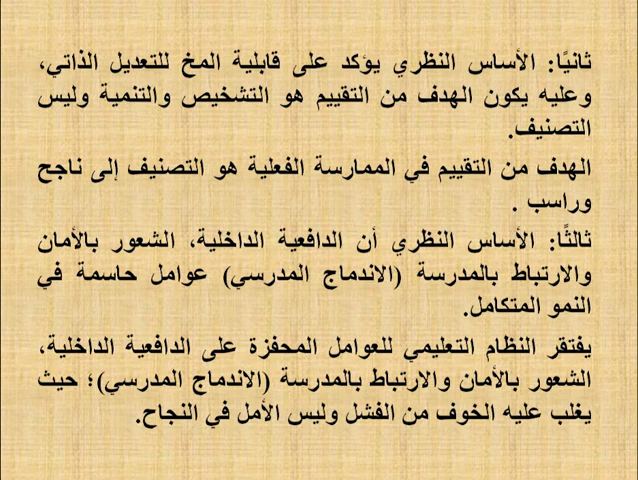 ثانيًا: الأساس النظري يؤكد على قابلية المخ للتعديل الذاتي،
وعليه يكون الهدف من التقييم هو التشخيص والتنمية وليس
التصنيف.
الهدف من التقييم في الممارسة الفعلية هو التصنيف إلى ناجح
وراسب .
ثالثًا: الأساس النظري أن الدافعية الداخلية، الشعور بالأمان
والارتباط بالمدرسة (الاندماج المدرسي) عوامل حاسمة في
النمو المتكامل.
يفتقر النظام التعليمي للعوامل المحفزة على الدافعية الداخلية،
الشعور بالأمان والارتباط بالمدرسة (الاندماج المدرسي)؛ حيث
يغلب عليه الخوف من الفشل وليس الأمل في النجاح.